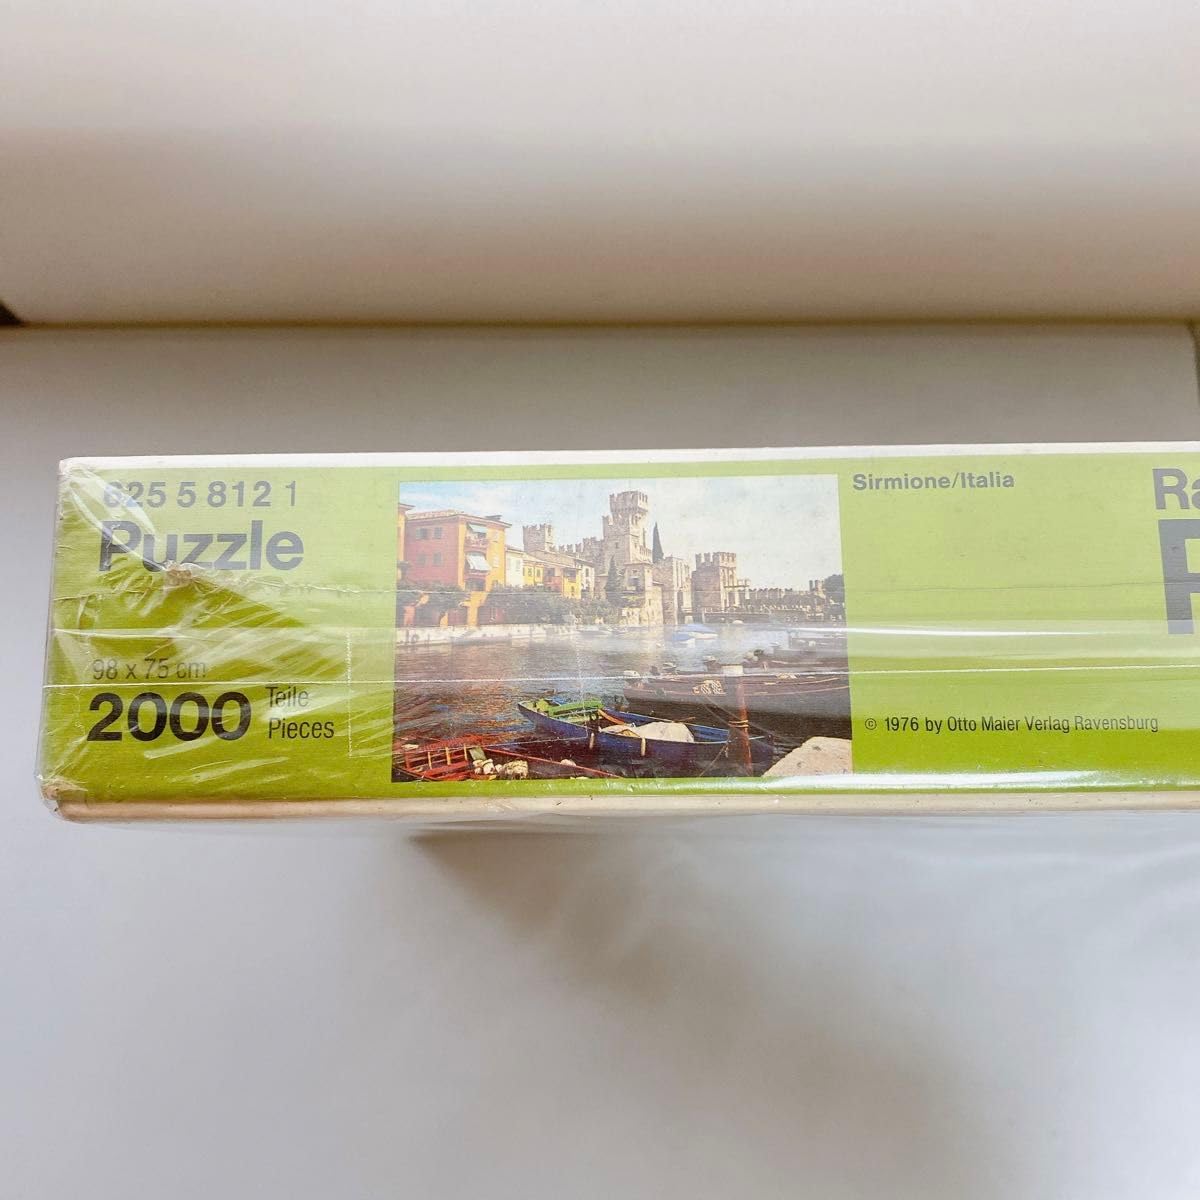 625 5 812 1
Puzzle
98 x 75 cm
2000 Teile
Pieces
Sirmione/Italia
© 1976 by Otto Maier Verlag Ravensburg